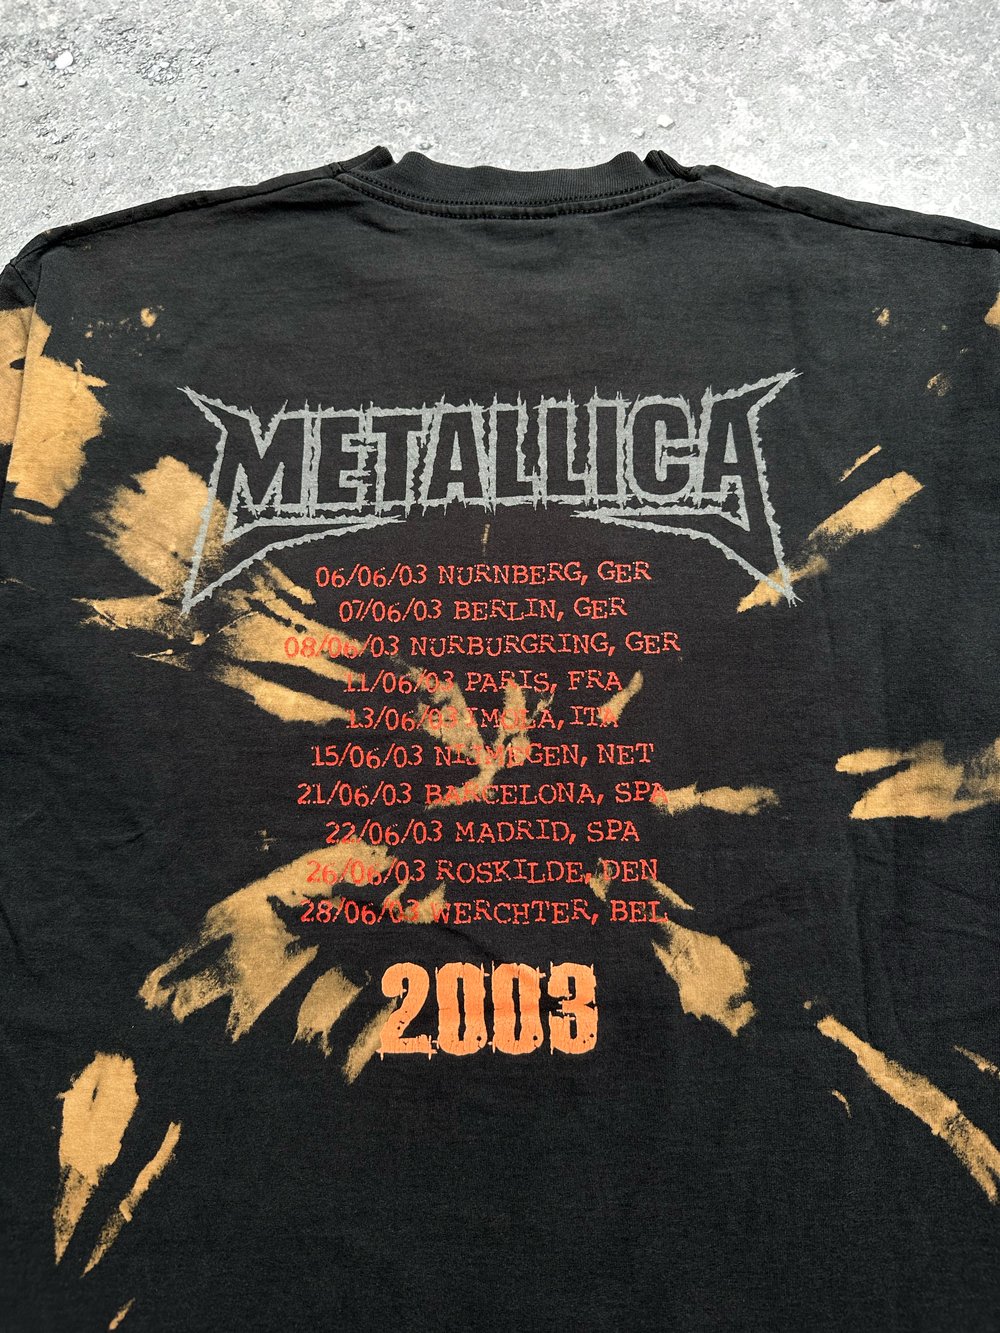 METALLICA
06/06/03 NURNBERG, GER
07/06/03 BERLIN, GER
08/06/03 NURBURGRING, GER
11/06/03 PARIS, FRA
13/06/03 IMOLA, ITA
15/06/03 NIJMEGEN, NET
21/06/03 BARCELONA, SPA
22/06/03 MADRID, SPA
26/06/03 ROSKILDE, DEN
28/06/03 WERCHTER, BEL
2003